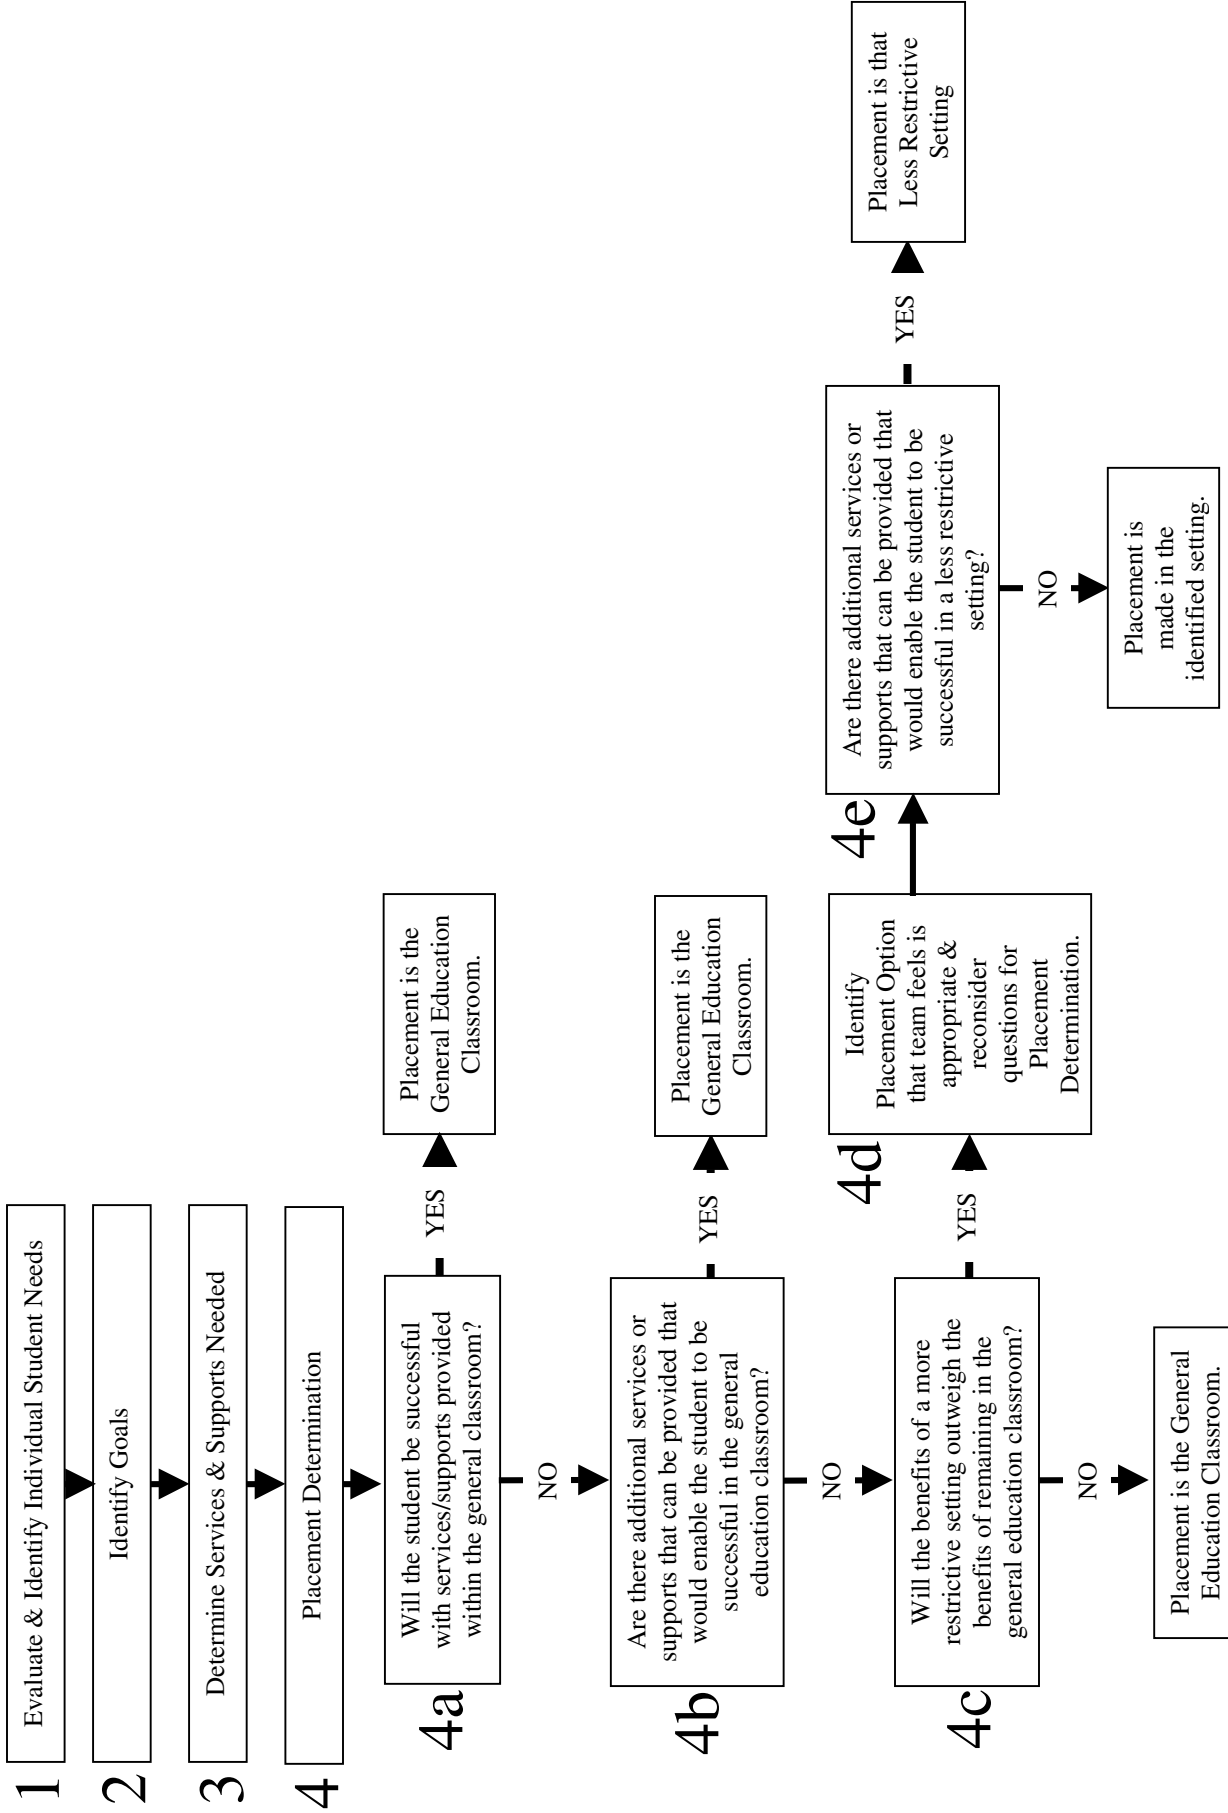 1
Evaluate & Identify Individual Student Needs
2
Identify Goals
3
Determine Services & Supports Needed
4
Placement Determination
4a
Will the student be successful
with services/supports provided
within the general classroom?
YES
Placement is the
General Education
Classroom.
NO
4b
Are there additional services or
supports that can be provided that
would enable the student to be
successful in the general
education classroom?
YES
Placement is the
General Education
Classroom.
NO
4c
Will the benefits of a more
restrictive setting outweigh the
benefits of remaining in the
general education classroom?
YES
4d
Identify
Placement Option
that team feels is
appropriate &
reconsider
questions for
Placement
Determination.
4e
Are there additional services or
supports that can be provided that
would enable the student to be
successful in a less restrictive
setting?
YES
Placement is that
Less Restrictive
Setting
NO
Placement is
made in the
identified setting.
NO
Placement is the General
Education Classroom.